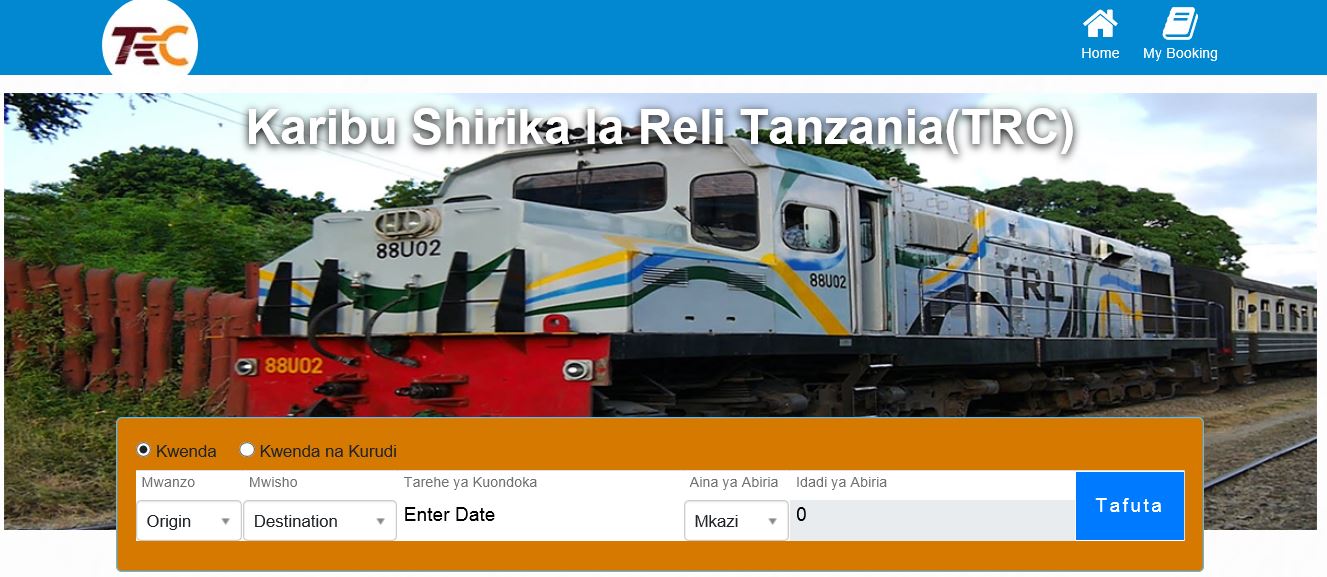 TRC
Home
My Booking
Karibu Shirika la Reli Tanzania(TRC)
88U02
88U02
TRL
88U02
Kwenda
Kwenda na Kurudi
Mwanzo
Mwisho
Tarehe ya Kuondoka
Aina ya Abiria
Idadi ya Abiria
Origin
Destination
Enter Date
Mkazi
0
Tafuta